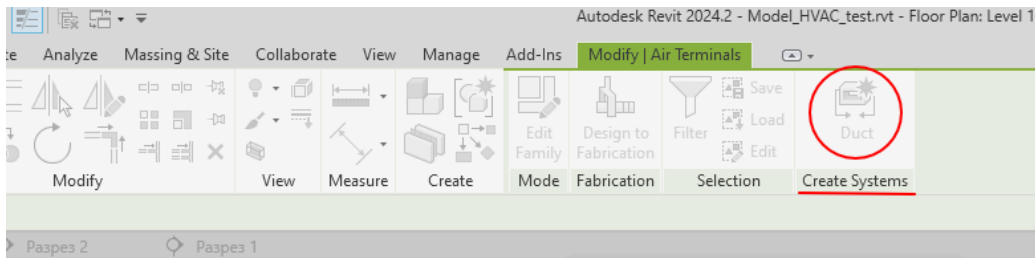 Autodesk Revit 2024.2 - Model_HVAC_test.rvt - Floor Plan: Level 1
Analyze Massing & Site Collaborate View Manage Add-Ins Modify | Air Terminals
Save
Load
Edit
Edit Family
Design to Fabrication
Filter
Duct
Modify View Measure Create Mode Fabrication Selection Create Systems
Разрез 2 Разрез 1